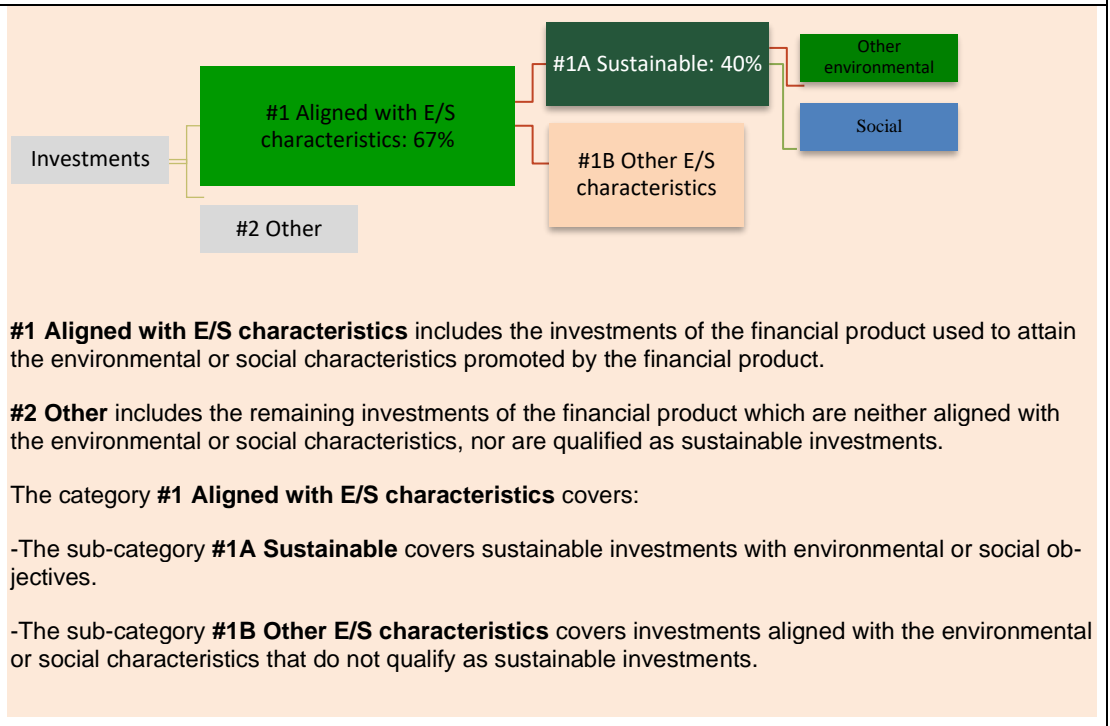 Investments
#1 Aligned with E/S
characteristics: 67%
#2 Other
#1A Sustainable: 40%
#1B Other E/S
characteristics
Other
environmental
Social
#1 Aligned with E/S characteristics includes the investments of the financial product used to attain
the environmental or social characteristics promoted by the financial product.
#2 Other includes the remaining investments of the financial product which are neither aligned with
the environmental or social characteristics, nor are qualified as sustainable investments.
The category #1 Aligned with E/S characteristics covers:
-The sub-category #1A Sustainable covers sustainable investments with environmental or social ob-
jectives.
-The sub-category #1B Other E/S characteristics covers investments aligned with the environmental
or social characteristics that do not qualify as sustainable investments.